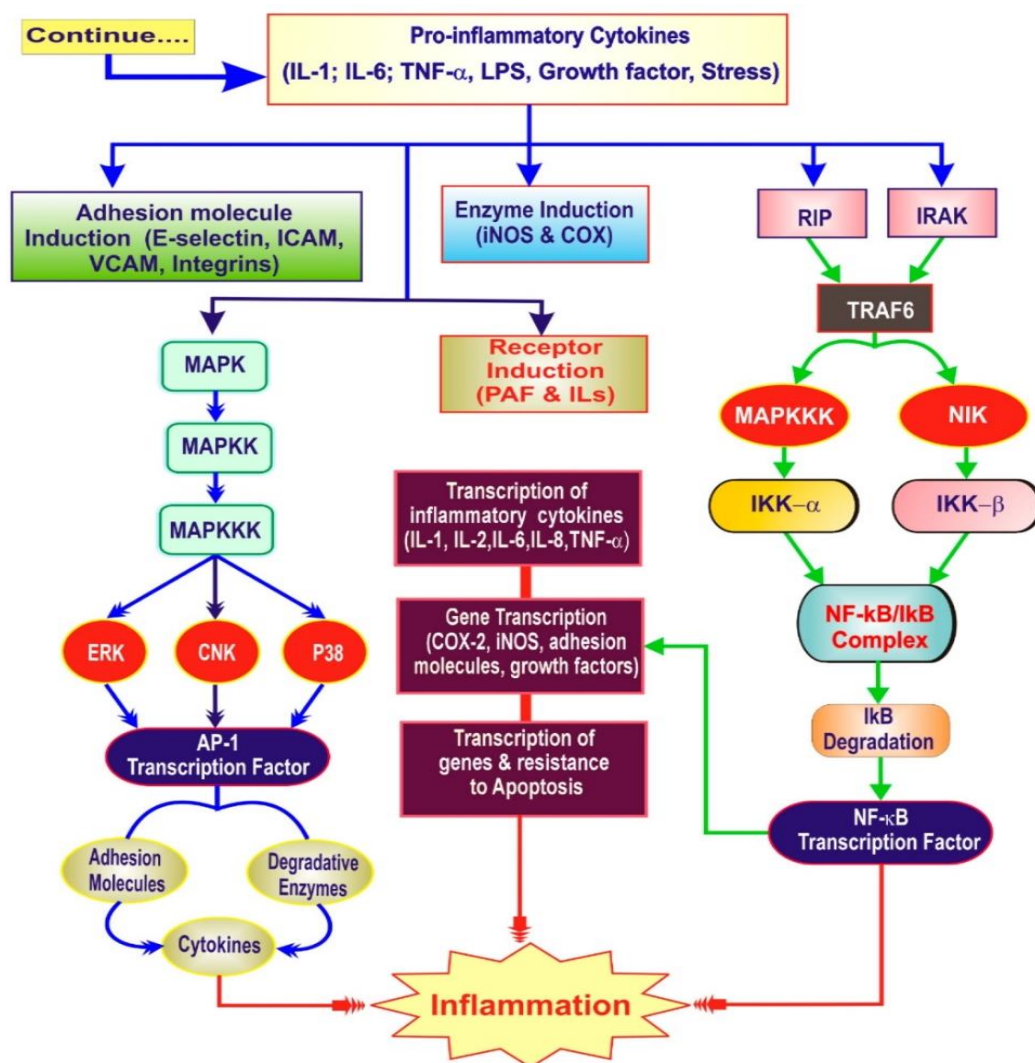 Continue....
Pro-inflammatory Cytokines
(IL-1; IL-6; TNF-α, LPS, Growth factor, Stress)
Adhesion molecule
Induction (E-selectin, ICAM,
VCAM, Integrins)
Enzyme Induction
(iNOS & COX)
RIP
IRAK
TRAF6
MAPK
Receptor
Induction
(PAF & ILs)
MAPKKK
NIK
MAPKK
IKK-α
IKK-β
MAPKKK
Transcription of
inflammatory cytokines
(IL-1, IL-2,IL-6,IL-8,TNF-α)
NF-kB/IkB
Complex
Gene Transcription
(COX-2, iNOS, adhesion
molecules, growth factors)
ERK
CNK
P38
IkB
Degradation
AP-1
Transcription Factor
Transcription of
genes & resistance
to Apoptosis
NF-κB
Transcription Factor
Adhesion
Molecules
Degradative
Enzymes
Cytokines
Inflammation